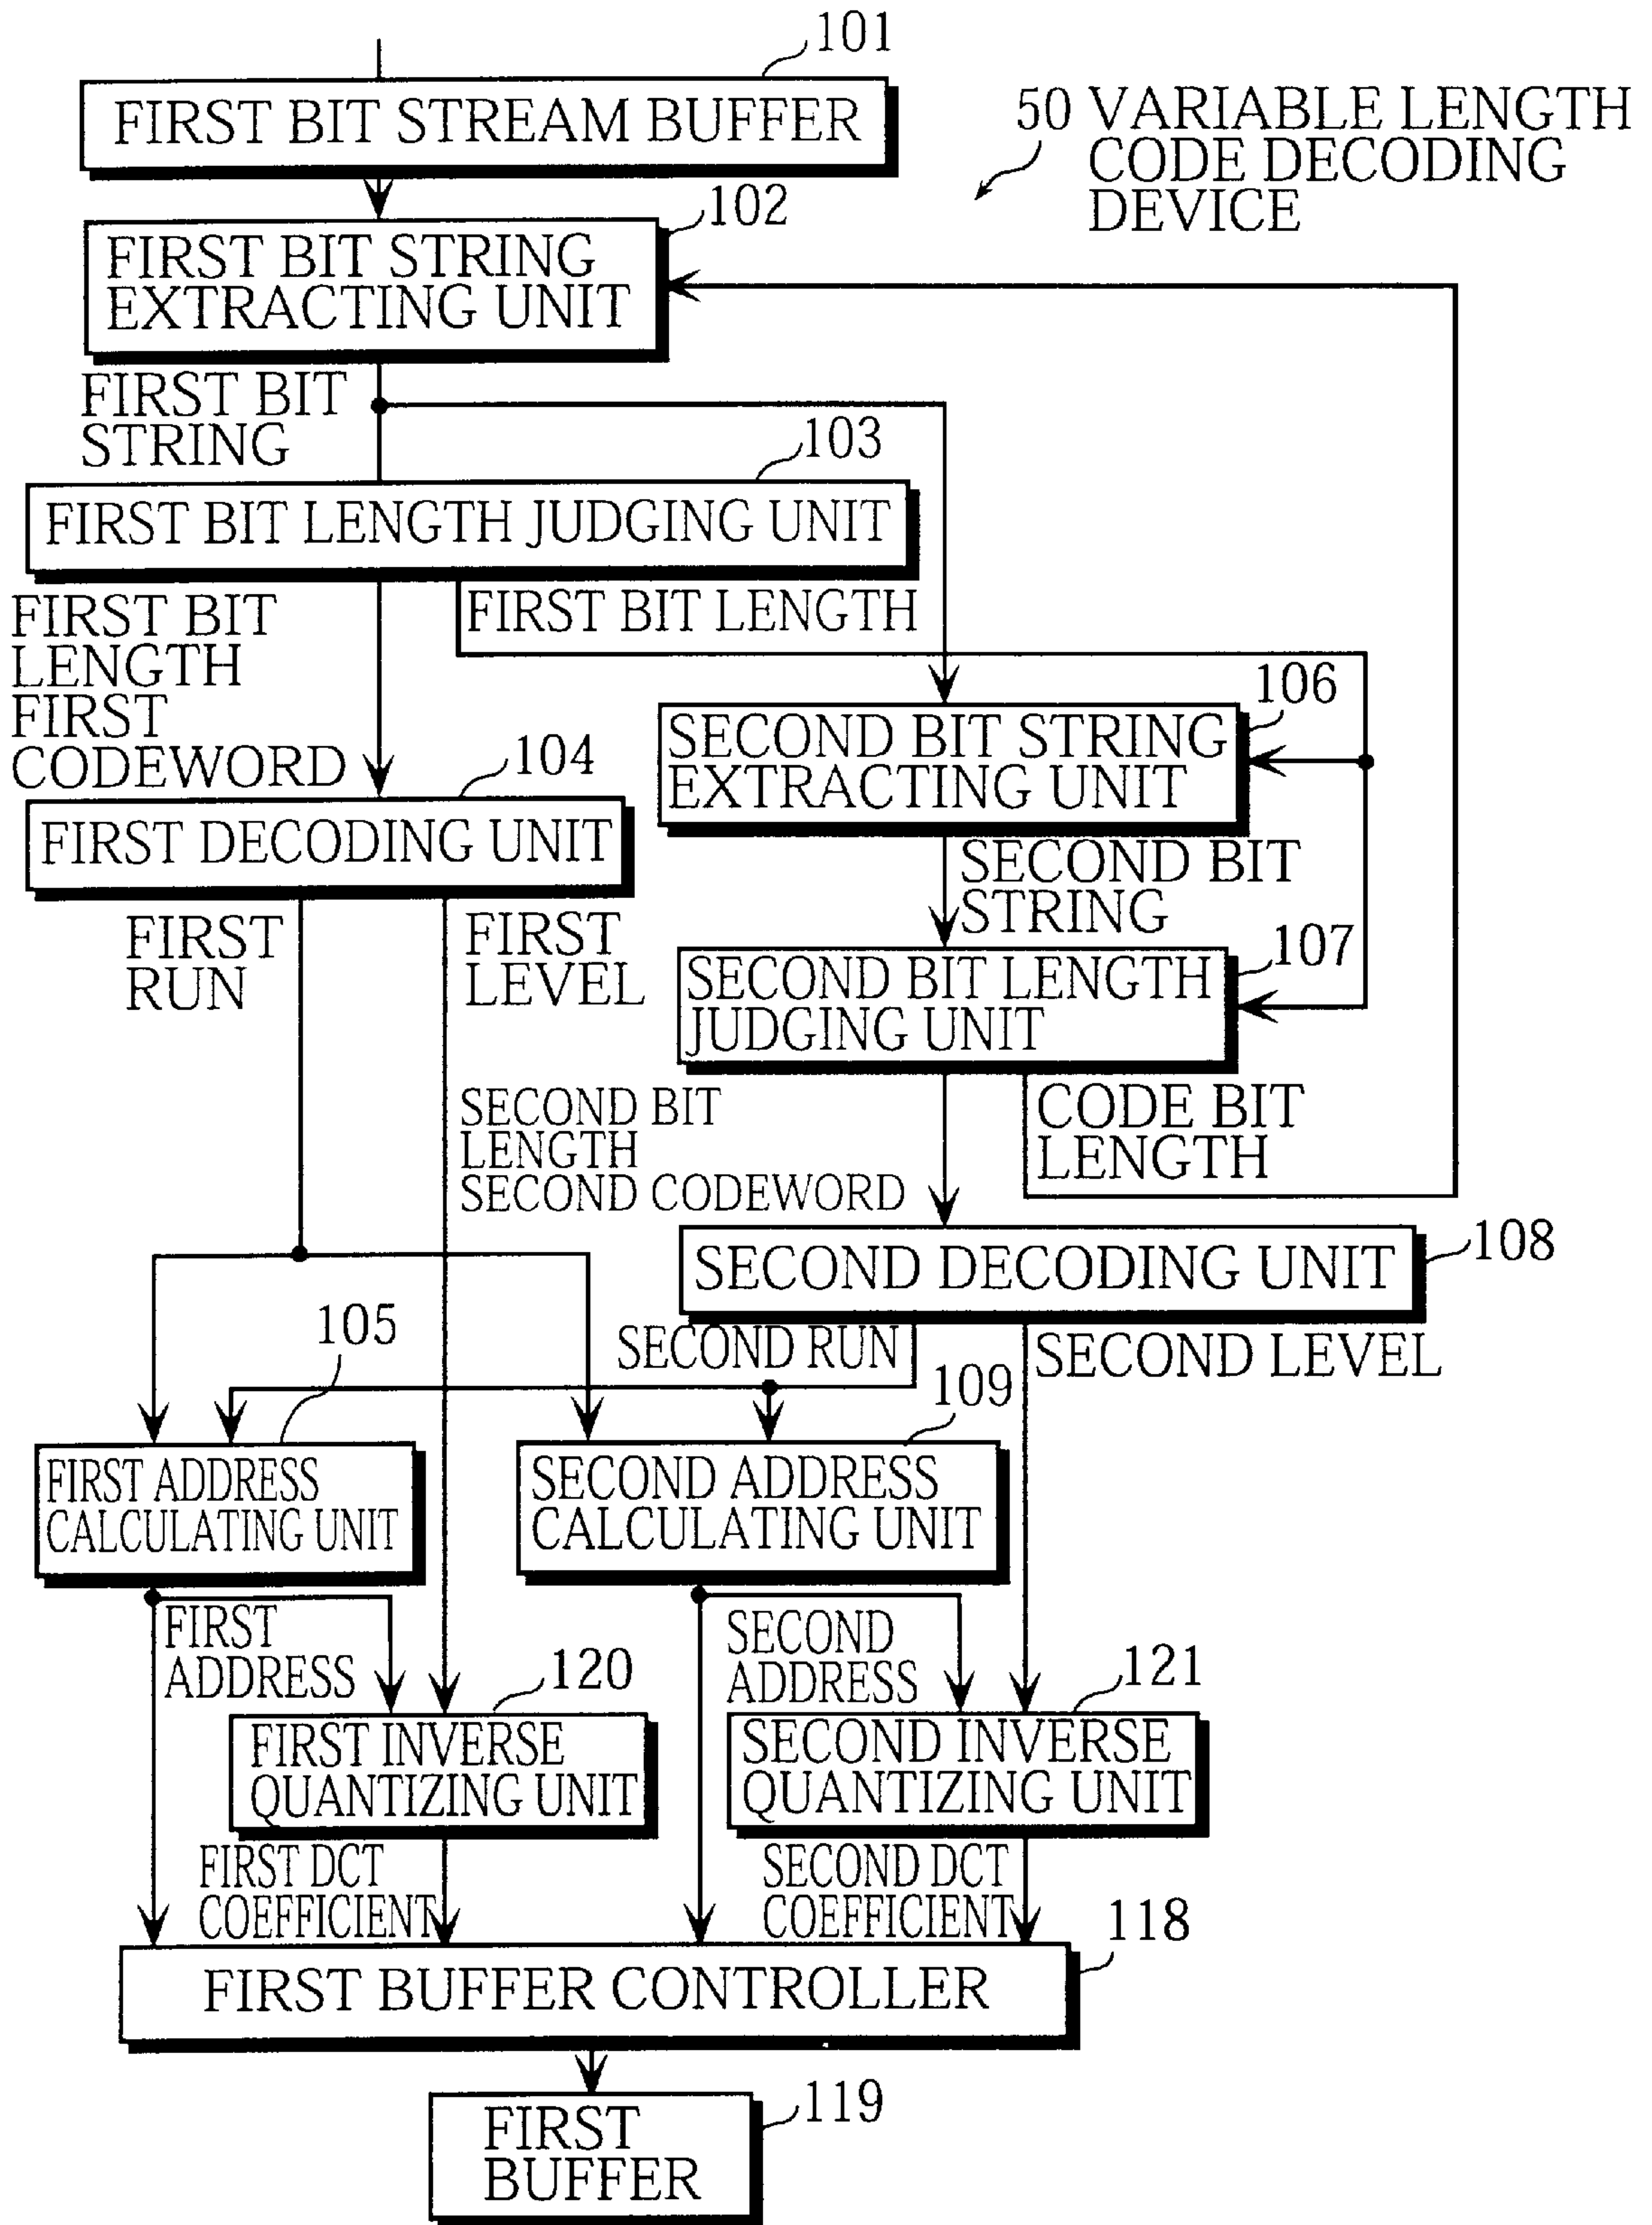 101
FIRST BIT STREAM BUFFER
50 VARIABLE LENGTH
CODE DECODING
DEVICE
102
FIRST BIT STRING
EXTRACTING UNIT
FIRST BIT
STRING
103
FIRST BIT LENGTH JUDGING UNIT
FIRST BIT
LENGTH
FIRST
CODEWORD
FIRST BIT LENGTH
106
SECOND BIT STRING
EXTRACTING UNIT
104
FIRST DECODING UNIT
SECOND BIT
STRING
FIRST
RUN
FIRST
LEVEL
107
SECOND BIT LENGTH
JUDGING UNIT
SECOND BIT
LENGTH
SECOND CODEWORD
CODE BIT
LENGTH
108
SECOND DECODING UNIT
SECOND RUN
SECOND LEVEL
105
FIRST ADDRESS
CALCULATING UNIT
109
SECOND ADDRESS
CALCULATING UNIT
FIRST
ADDRESS
SECOND
ADDRESS
120
FIRST INVERSE
QUANTIZING UNIT
121
SECOND INVERSE
QUANTIZING UNIT
FIRST DCT
COEFFICIENT
SECOND DCT
COEFFICIENT
118
FIRST BUFFER CONTROLLER
119
FIRST
BUFFER